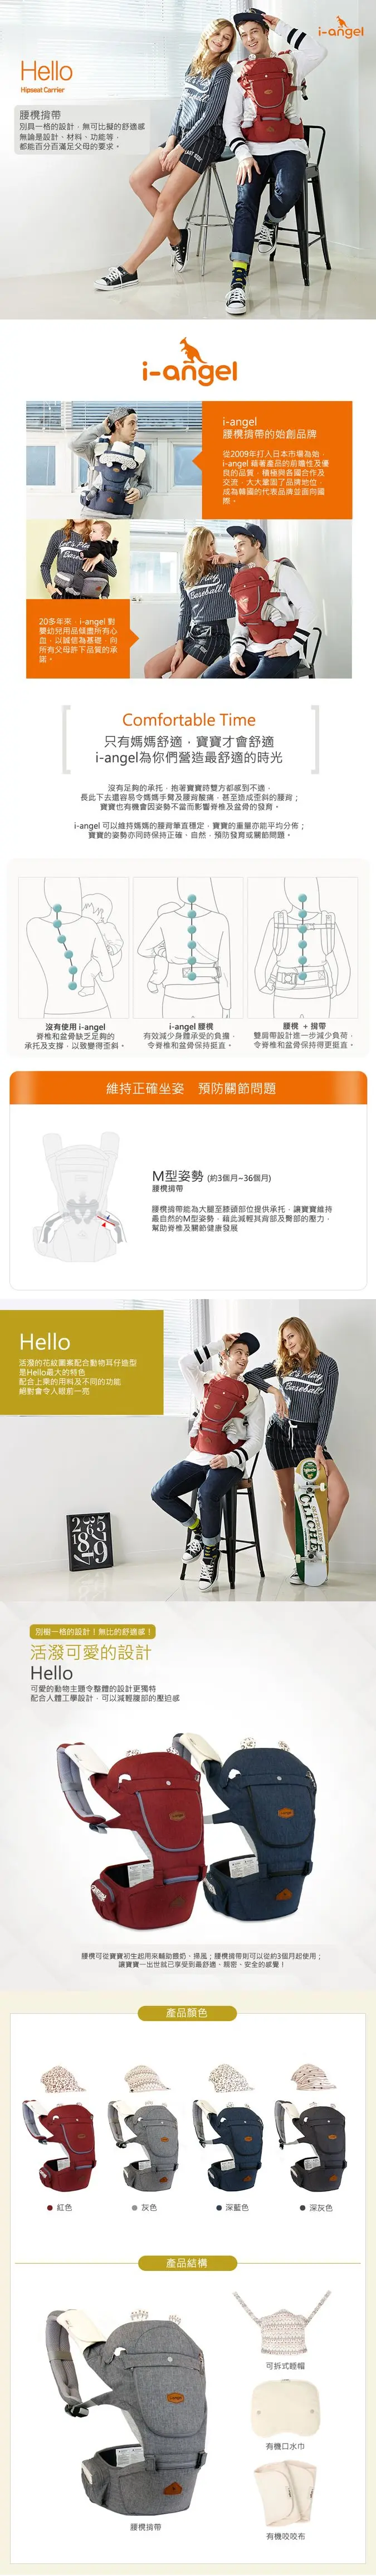 i-angel
Hello
Hipseat Carrier
腰櫈揹帶
別具一格的設計，無可比擬的舒適感
無論是設計、材料、功能等，
都能百分百滿足父母的要求。
i-angel
i-angel
腰櫈揹帶的始創品牌
從2009年打入日本市場為始，
i-angel 藉著產品的前瞻性及優
良的品質，積極與各國合作及
交流，大大鞏固了品牌地位，
成為韓國的代表品牌並面向國
際。
Let's Play
Baseball!
20多年來，i-angel 對
嬰幼兒用品傾盡所有心
血，以誠信為基礎，向
所有父母許下品質的承
諾。
Comfortable Time
只有媽媽舒適，寶寶才會舒適
i-angel為你們營造最舒適的時光
沒有足夠的承托，抱著寶寶時雙方都感到不適，
長此下去還容易令媽媽手臂及腰背酸痛，甚至造成歪斜的腰背；
寶寶也有機會因姿勢不當而影響脊椎及盆骨的發育。
i-angel 可以維持媽媽的腰背筆直穩定，寶寶的重量亦能平均分佈；
寶寶的姿勢亦同時保持正確、自然，預防發育或關節問題。
沒有使用 i-angel
脊椎和盆骨缺乏足夠的
承托及支撐，以致變得歪斜。
i-angel 腰櫈
有效減少身體承受的負擔，
令脊椎和盆骨保持挺直。
腰櫈 + 揹帶
雙肩帶設計進一步減少負荷，
令脊椎和盆骨保持得更挺直。
維持正確坐姿 預防關節問題
M型姿勢 (約3個月~36個月)
腰櫈揹帶
腰櫈揹帶能為大腿至膝頭部位提供承托，讓寶寶維持
最自然的M型姿勢，藉此減輕其背部及臀部的壓力，
幫助脊椎及關節健康發展
Hello
活潑的花紋圖案配合動物耳仔造型
是Hello最大的特色
配合上乘的用料及不同的功能
絕對會令人眼前一亮
Let's Play
Baseball!
CLICHÉ
別樹一格的設計！無比的舒適感！
活潑可愛的設計
Hello
可愛的動物主題令整體的設計更獨特
配合人體工學設計，可以減輕腹部的壓迫感
腰櫈可從寶寶初生起用來輔助餵奶、掃風；腰櫈揹帶則可以從約3個月起使用；
讓寶寶一出世就已享受到最舒適、親密、安全的感覺！
產品顏色
紅色
灰色
深藍色
深灰色
產品結構
可拆式睡帽
有機口水巾
腰櫈揹帶
有機咬咬布